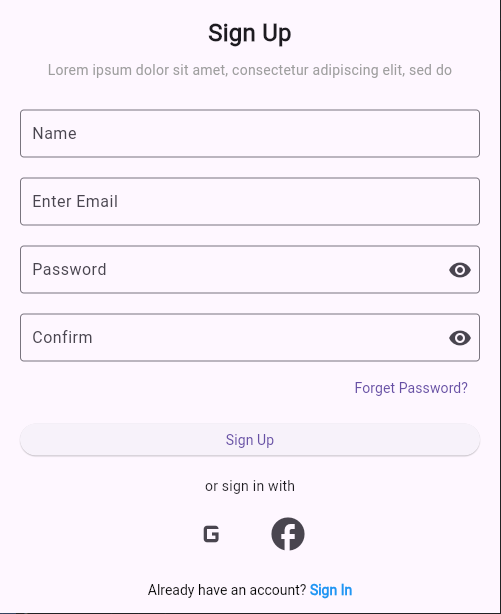 Sign Up
Lorem ipsum dolor sit amet, consectetur adipiscing elit, sed do
Name
Enter Email
Password
Confirm
Forget Password?
Sign Up
or sign in with
G
Already have an account? Sign In